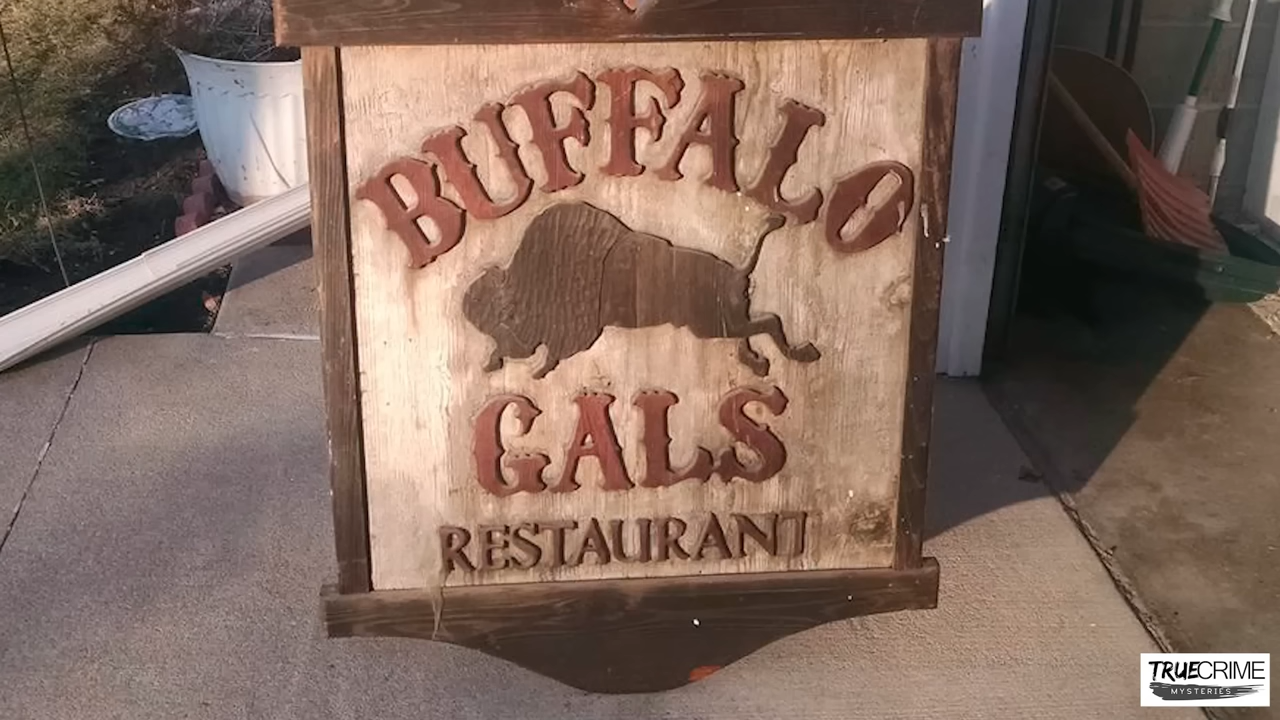 BUFFALO
GALS
RESTAURANT
TRUECRIME
MYSTERIES